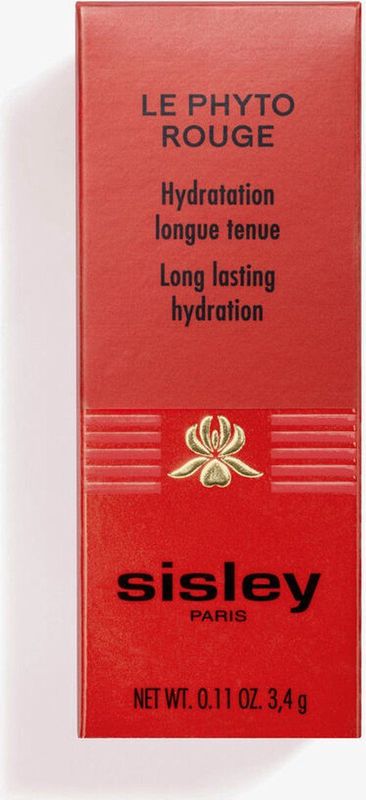 LE PHYTO
ROUGE
Hydratation
longue tenue
Long lasting
hydration
sisley
PARIS
NET WT. 0.11 OZ. 3,4 g